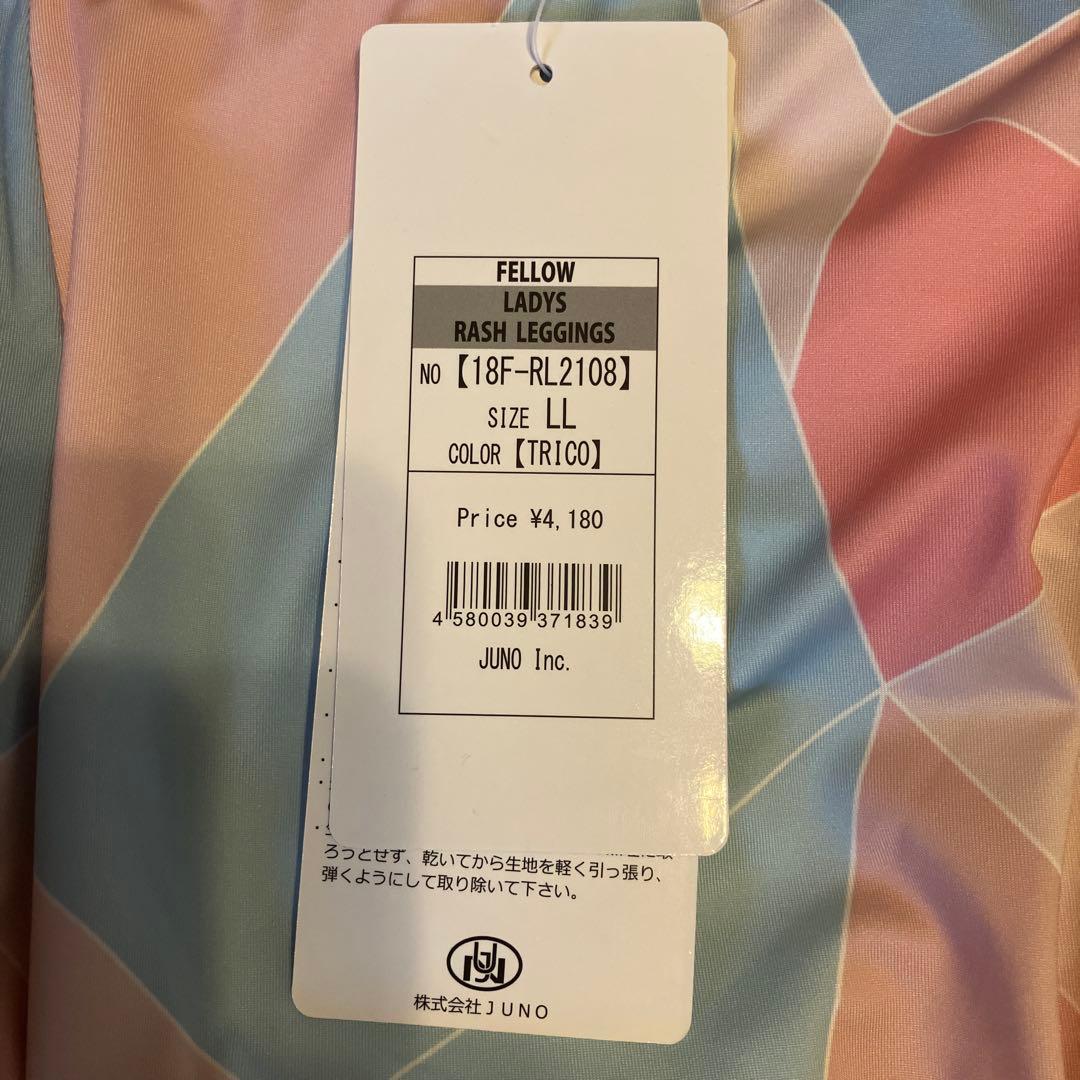 FELLOW
LADYS
RASH LEGGINGS
NO【18F-RL2108】
SIZE LL
COLOR【TRICO】
Price ¥4,180
4 580039 371839
JUNO Inc.
ろうとせず、乾いてから生地を軽く引っ張り、
弾くようにして取り除いて下さい。
株式会社JUNO